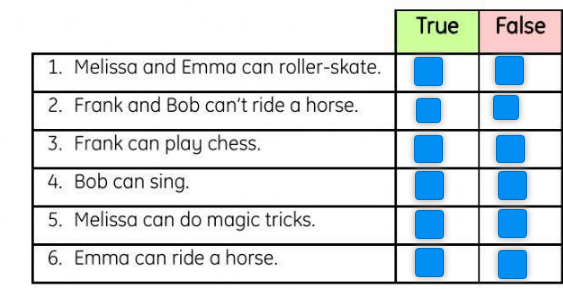 True False
1. Melissa and Emma can roller-skate.
2. Frank and Bob can't ride a horse.
3. Frank can play chess.
4. Bob can sing.
5. Melissa can do magic tricks.
6. Emma can ride a horse.